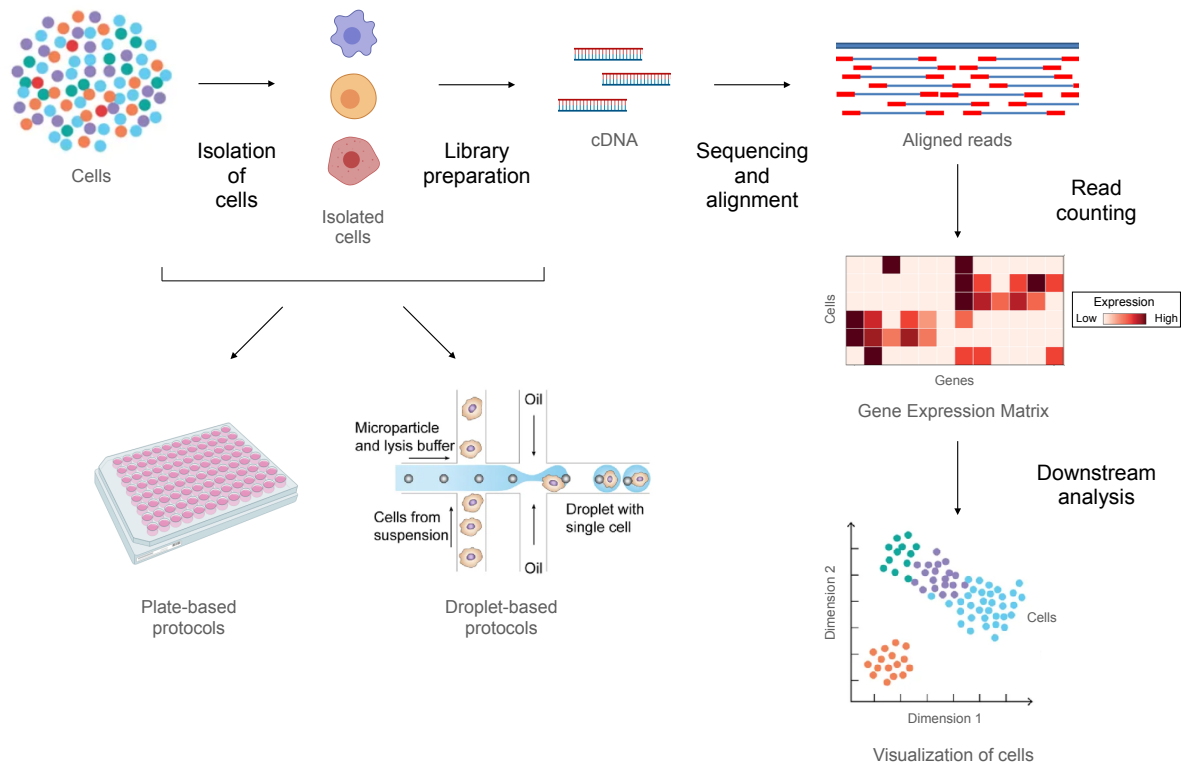 Cells
Isolation
of
cells
Isolated
cells
Library
preparation
cDNA
Sequencing
and
alignment
Aligned reads
Read
counting
Cells
Genes
Expression
Low
High
Gene Expression Matrix
Downstream
analysis
Dimension 2
Cells
Dimension 1
Visualization of cells
Plate-based
protocols
Oil
Microparticle
and lysis buffer
Cells from
suspension
Droplet with
single cell
Oil
Droplet-based
protocols